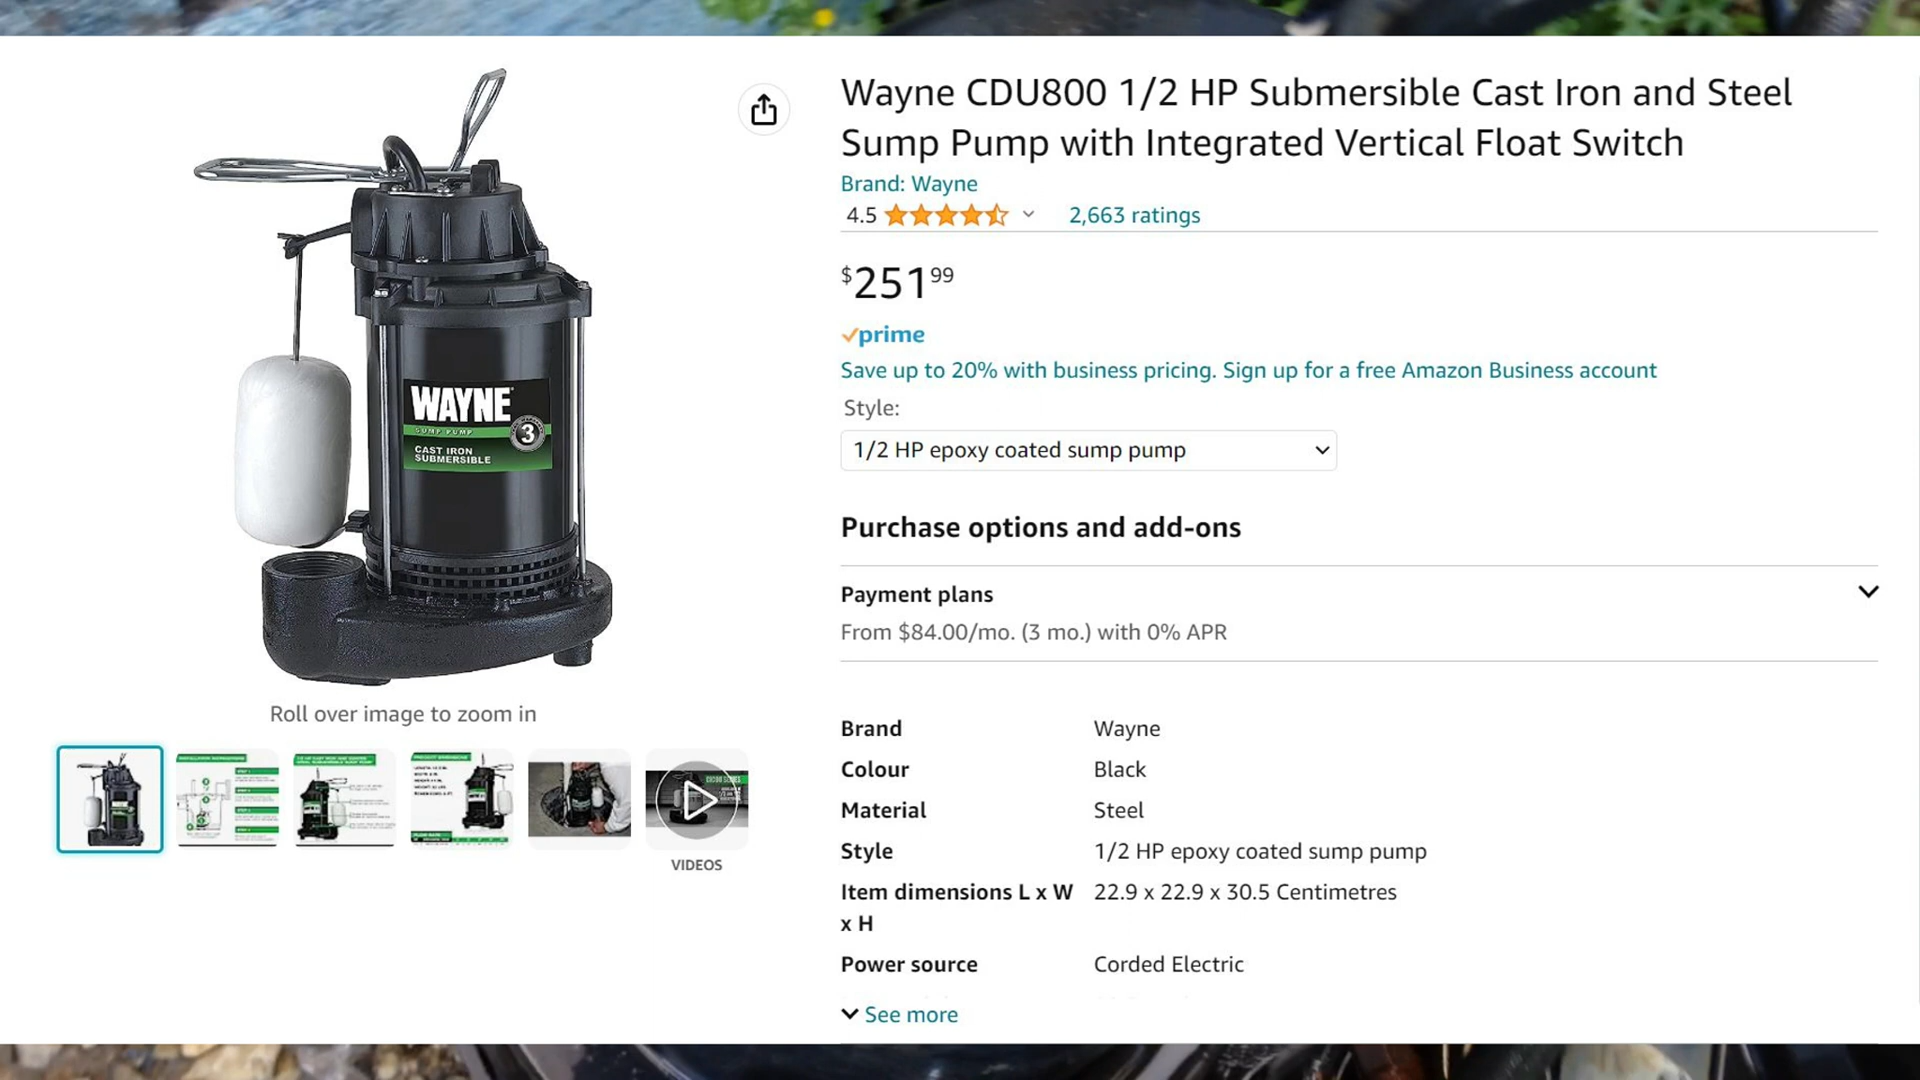 Wayne CDU800 1/2 HP Submersible Cast Iron and Steel
Sump Pump with Integrated Vertical Float Switch
Brand: Wayne
4.5 2,663 ratings
$251 99
prime
Save up to 20% with business pricing. Sign up for a free Amazon Business account
Style:
1/2 HP epoxy coated sump pump
Purchase options and add-ons
Payment plans
From $84.00/mo. (3 mo.) with 0% APR
Brand Wayne
Colour Black
Material Steel
Style 1/2 HP epoxy coated sump pump
Item dimensions L x W 22.9 x 22.9 x 30.5 Centimetres
x H
Power source Corded Electric
See more
WAYNE
SUMP PUMP
3
CAST IRON
SUBMERSIBLE
Roll over image to zoom in
VIDEOS